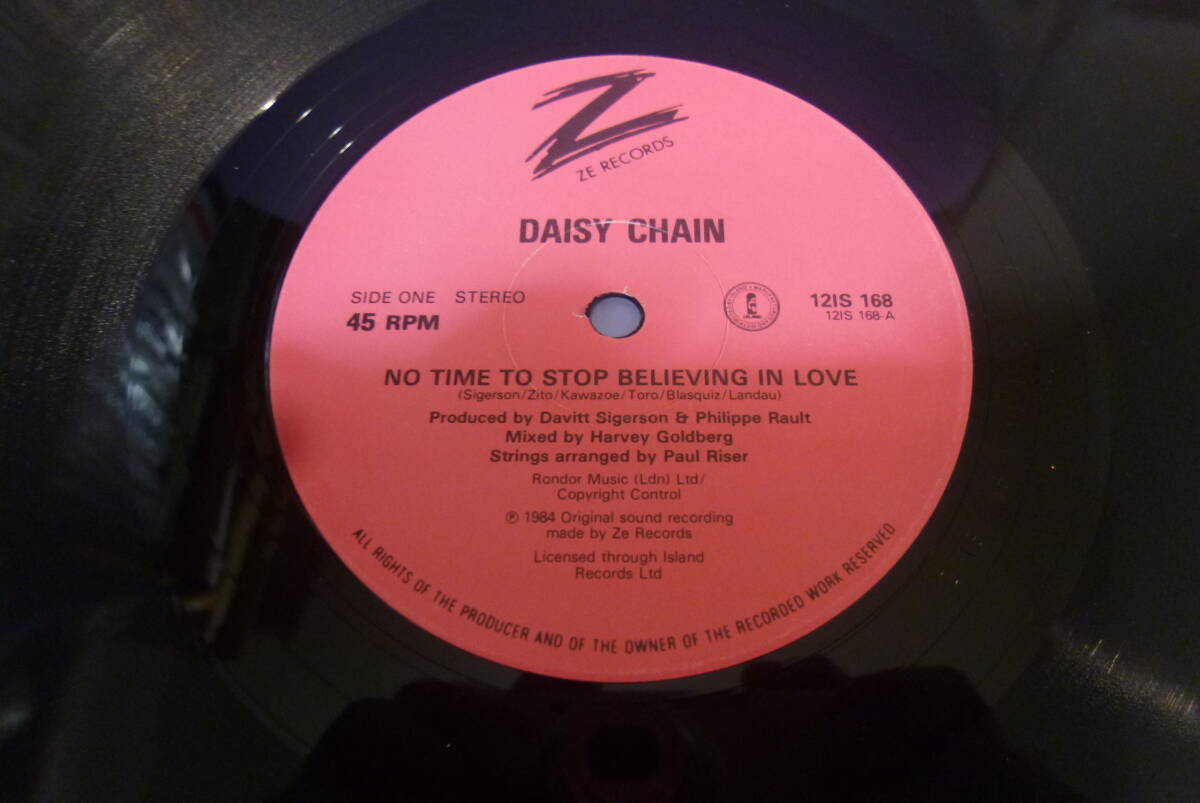 Z
ZE RECORDS
DAISY CHAIN
SIDE ONE STEREO
45 RPM
12IS 168
12IS 168-A
NO TIME TO STOP BELIEVING IN LOVE
(Sigerson/Zito/Kawazoe/Toro/Blasquiz/Landau)
Produced by Davitt Sigerson & Philippe Rault
Mixed by Harvey Goldberg
Strings arranged by Paul Riser
Rondor Music (Ldn) Ltd/
Copyright Control
℗ 1984 Original sound recording
made by Ze Records
Licensed through Island
Records Ltd
ALL RIGHTS OF THE PRODUCER AND OF THE OWNER OF THE RECORDED WORK RESERVED